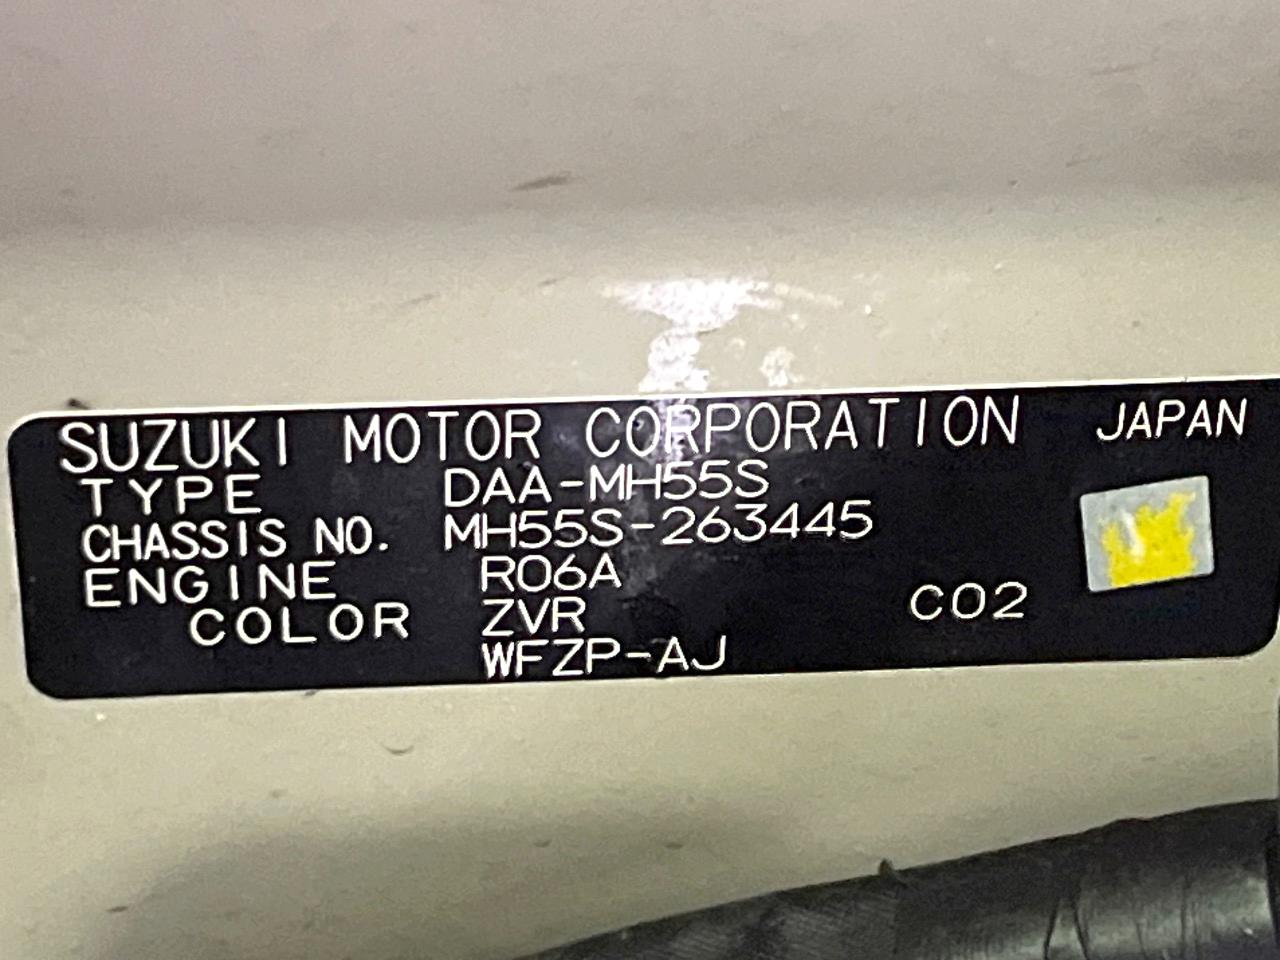 SUZUKI MOTOR CORPORATION JAPAN
TYPE DAA-MH55S
CHASSIS NO. MH55S-263445
ENGINE R06A
COLOR ZVR C02
WFZP-AJ